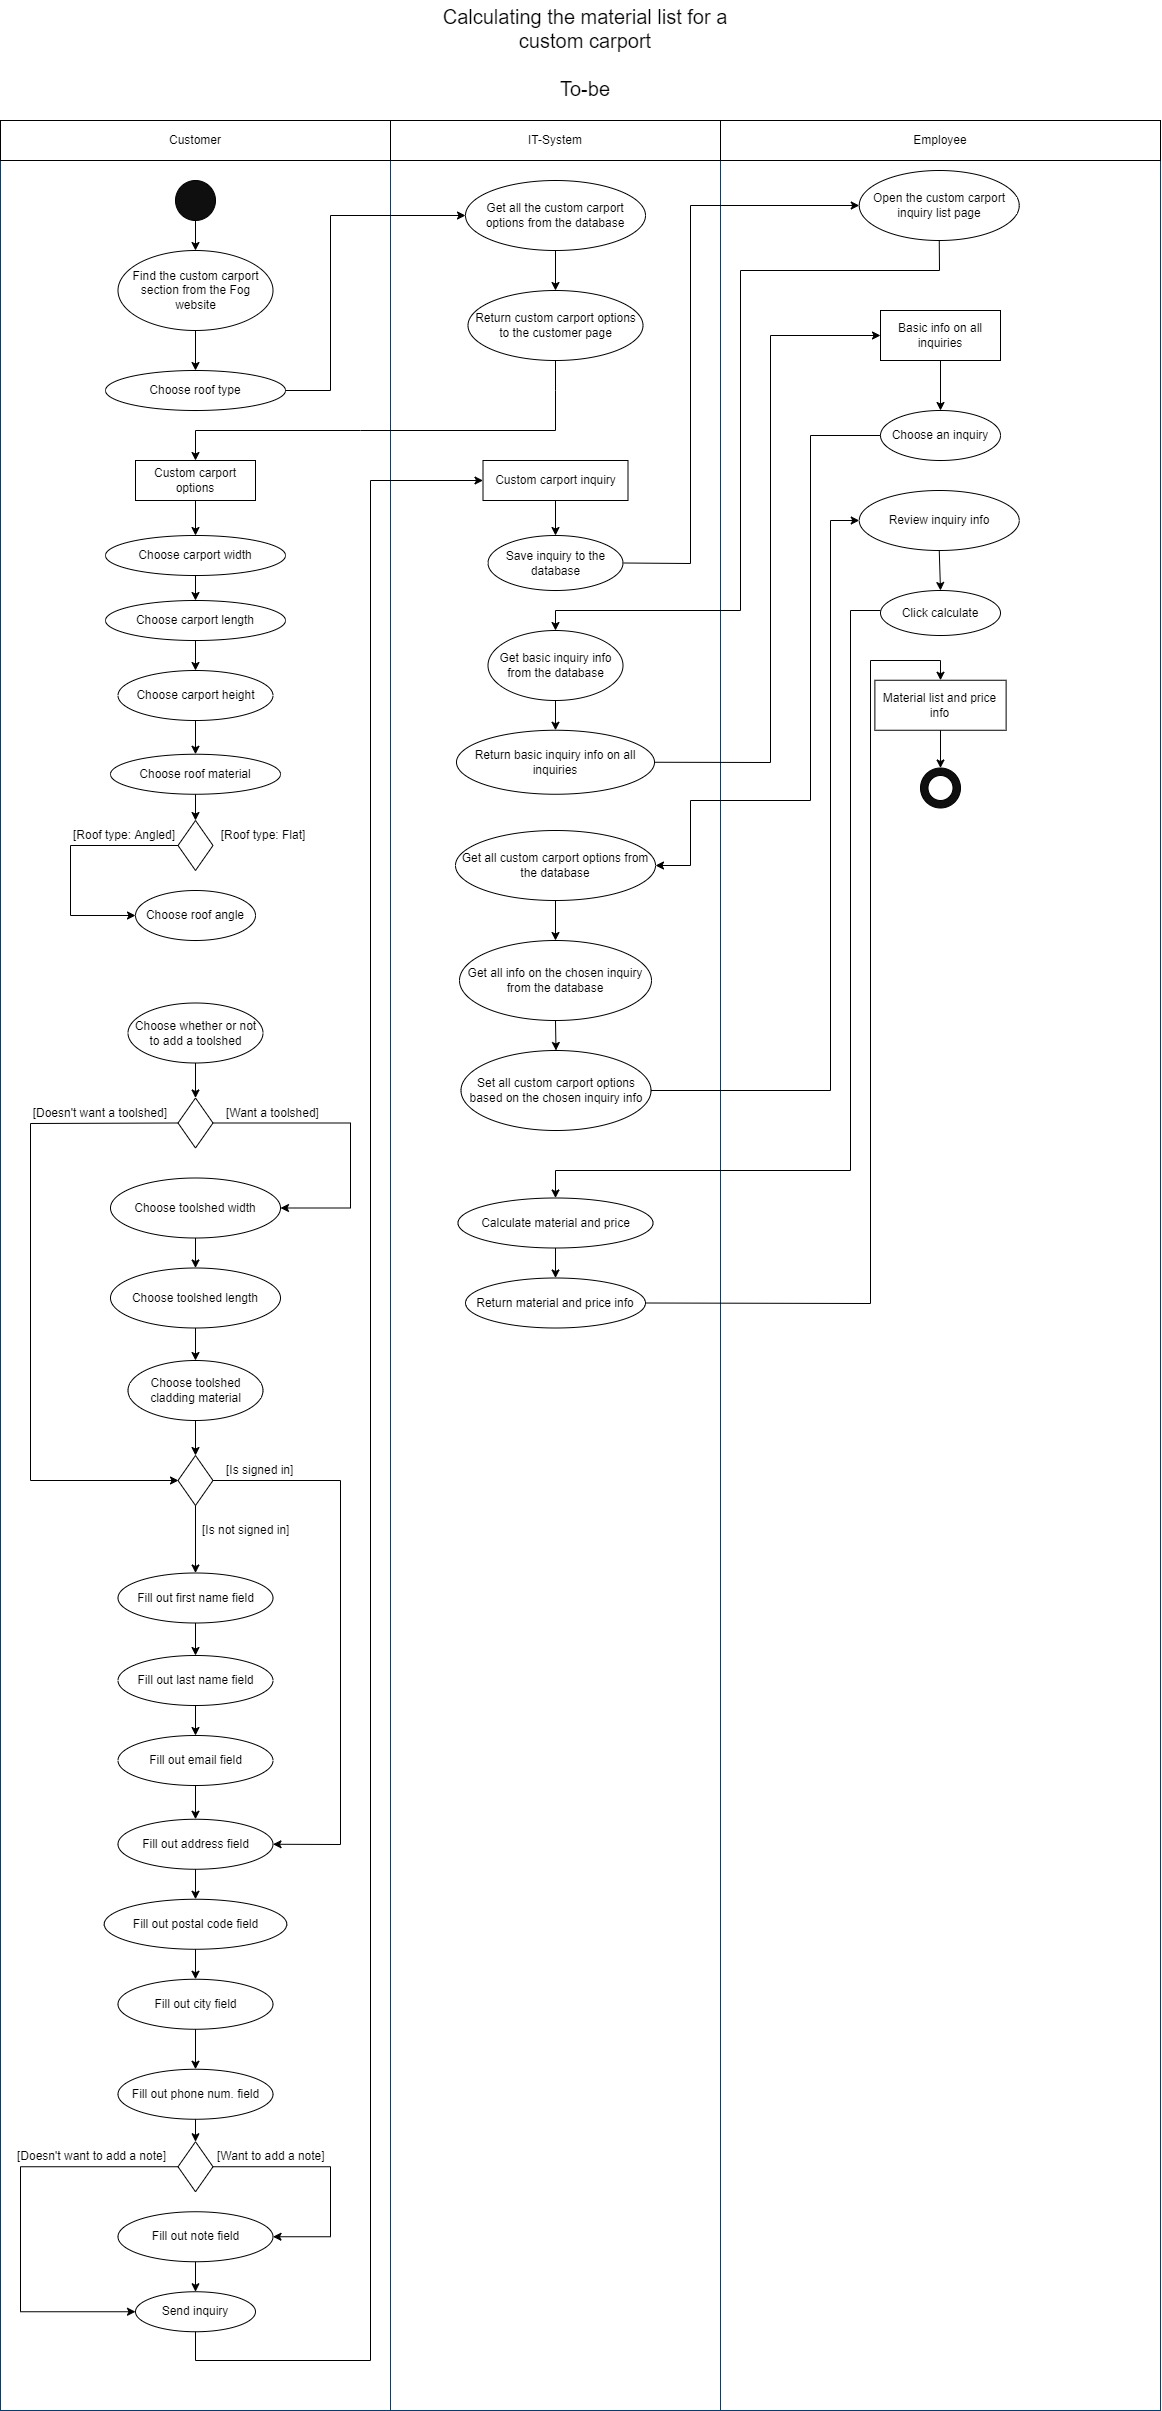 Calculating the material list for a
custom carport
To-be
Customer
IT-System
Employee
Find the custom carport
section from the Fog
website
Choose roof type
Custom carport
options
Choose carport width
Choose carport length
Choose carport height
Choose roof material
[Roof type: Angled]
[Roof type: Flat]
Choose roof angle
Choose whether or not
to add a toolshed
[Doesn't want a toolshed]
[Want a toolshed]
Choose toolshed width
Choose toolshed length
Choose toolshed
cladding material
[Is signed in]
[Is not signed in]
Fill out first name field
Fill out last name field
Fill out email field
Fill out address field
Fill out postal code field
Fill out city field
Fill out phone num. field
[Doesn't want to add a note]
[Want to add a note]
Fill out note field
Send inquiry
Get all the custom carport
options from the database
Return custom carport options
to the customer page
Custom carport inquiry
Save inquiry to the
database
Get basic inquiry info
from the database
Return basic inquiry info on all
inquiries
Get all custom carport options from
the database
Get all info on the chosen inquiry
from the database
Set all custom carport options
based on the chosen inquiry info
Calculate material and price
Return material and price info
Open the custom carport
inquiry list page
Basic info on all
inquiries
Choose an inquiry
Review inquiry info
Click calculate
Material list and price
info